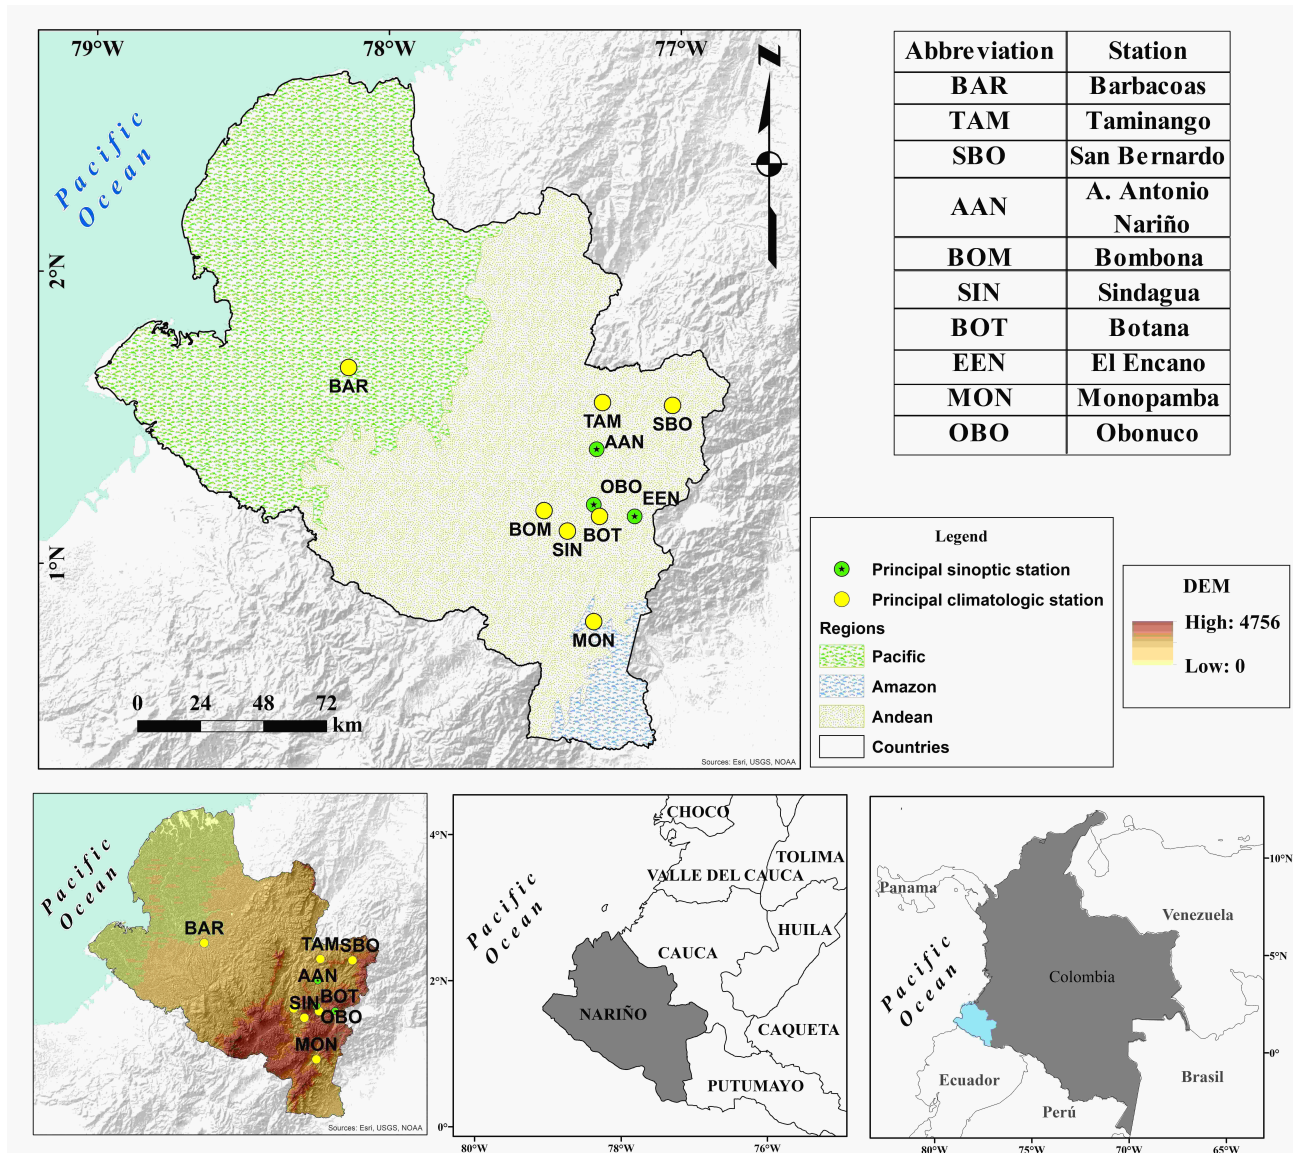 79°W
78°W
77°W
Pacific
Ocean
2°N
1°N
N
BAR
TAM
SBO
AAN
OBO
EEN
BOM
BOT
SIN
MON
0
24
48
72
km
Sources: Esri, USGS, NOAA
Abbreviation
Station
BAR
Barbacoas
TAM
Taminango
SBO
San Bernardo
AAN
A. Antonio
Nariño
BOM
Bombona
SIN
Sindagua
BOT
Botana
EEN
El Encano
MON
Monopamba
OBO
Obonuco
Legend
Principal sinoptic station
Principal climatologic station
Regions
Pacific
Amazon
Andean
Countries
DEM
High: 4756
Low: 0
Pacific
Ocean
BAR
TAM
SBO
AAN
SIN
BOT
OBO
MON
Sources: Esri, USGS, NOAA
4°N
2°N
0°
80°W
78°W
76°W
Pacific
Ocean
CHOCO
TOLIMA
VALLE DEL CAUCA
HUILA
CAUCA
NARIÑO
CAQUETA
PUTUMAYO
10°N
5°N
0°
80°W
75°W
70°W
65°W
Panama
Venezuela
Pacific
Ocean
Colombia
Ecuador
Perú
Brasil